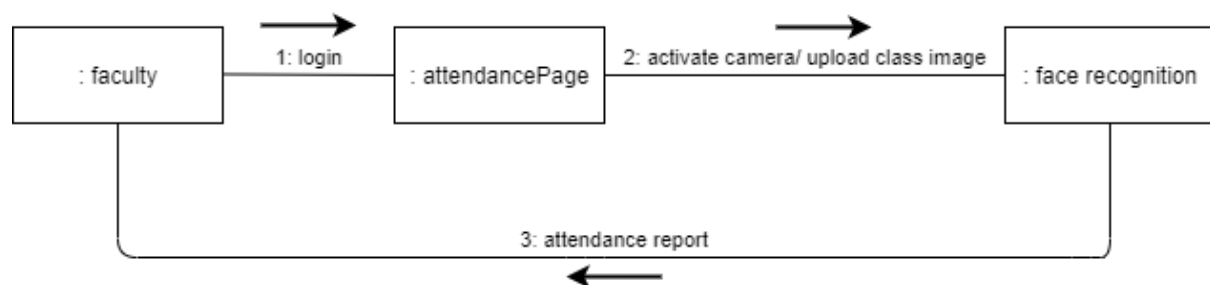 1: login
2: activate camera/ upload class image
: faculty
: attendancePage
: face recognition
3: attendance report